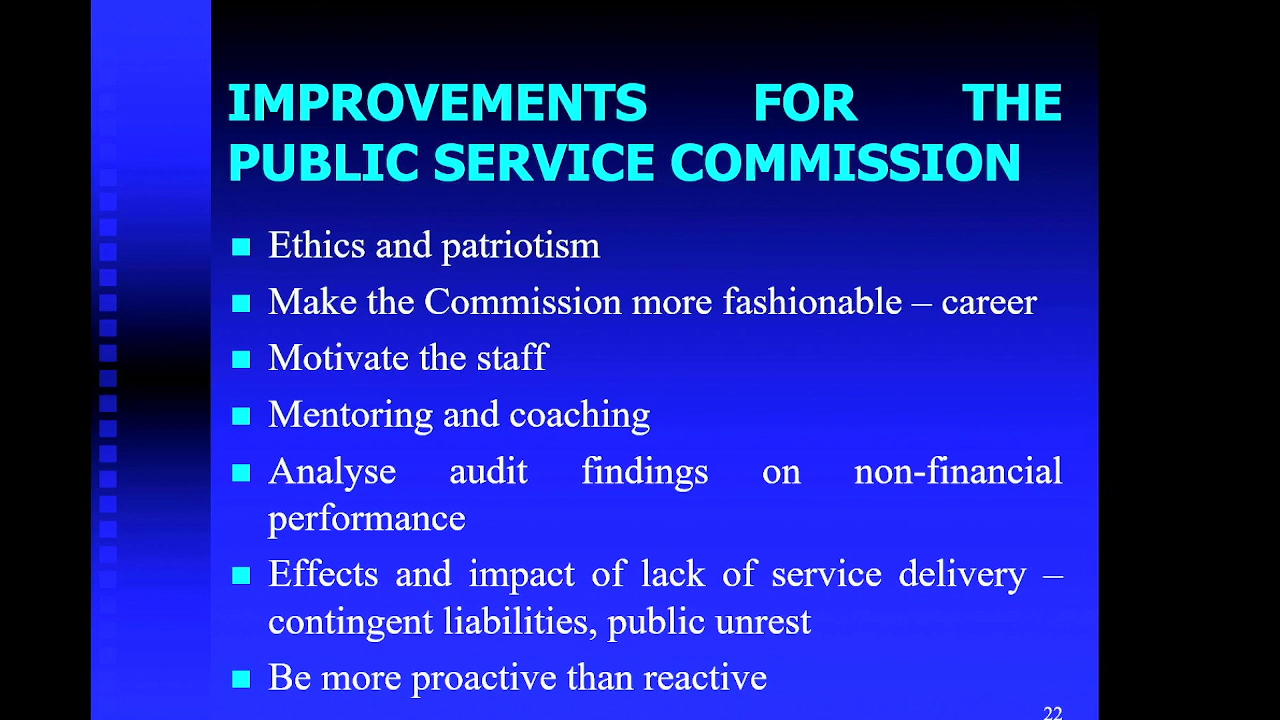 IMPROVEMENTS FOR THE
PUBLIC SERVICE COMMISSION
Ethics and patriotism
Make the Commission more fashionable – career
Motivate the staff
Mentoring and coaching
Analyse audit findings on non-financial
performance
Effects and impact of lack of service delivery –
contingent liabilities, public unrest
Be more proactive than reactive
22